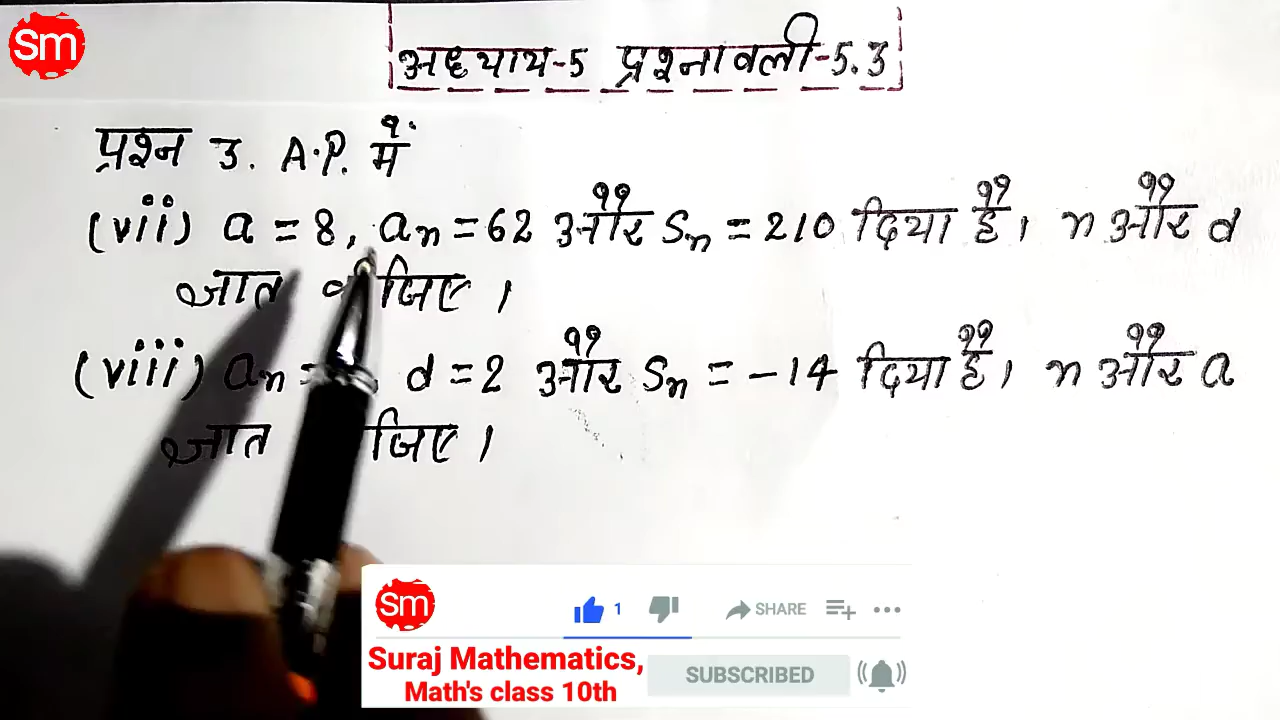 Sm
अध्याय-5 प्रश्नावली-5.3
प्रश्न 3. A.P. में
(vii) a = 8, an = 62 और Sn = 210 दिया है। n और d
ज्ञात कीजिए।
(viii) an = d = 2 और Sn = -14 दिया है। n और a
ज्ञात
Sm
1 SHARE
Suraj Mathematics,
Math's class 10th
SUBSCRIBED